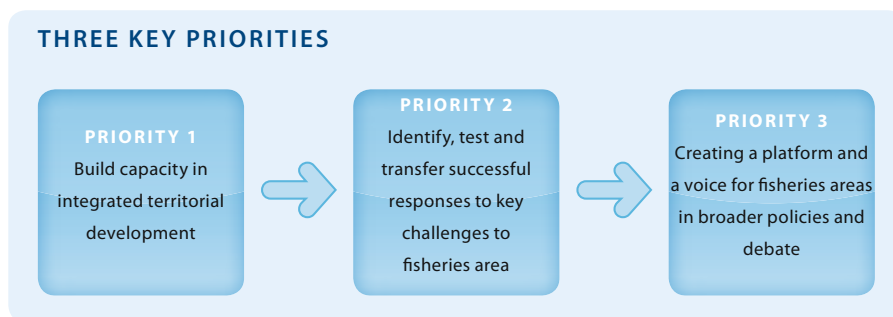 THREE KEY PRIORITIES
PRIORITY 1
Build capacity in
integrated territorial
development
PRIORITY 2
Identify, test and
transfer successful
responses to key
challenges to
fisheries area
PRIORITY 3
Creating a platform and
a voice for fisheries areas
in broader policies and
debate